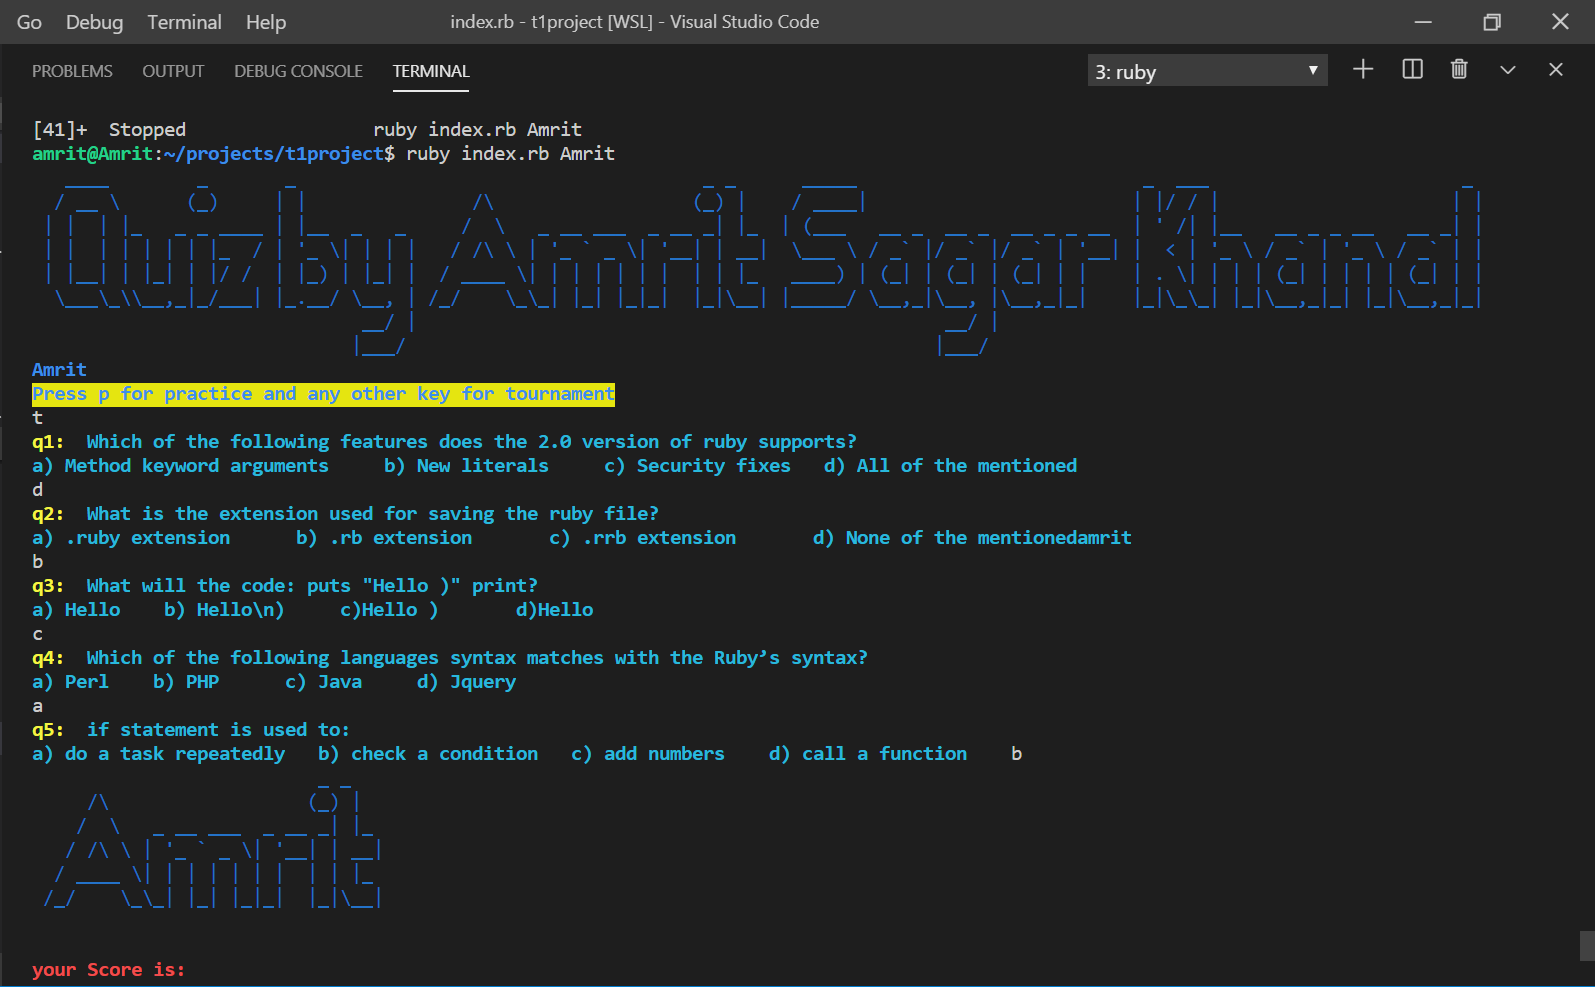 Go Debug Terminal Help index.rb - t1project [WSL] - Visual Studio Code
PROBLEMS OUTPUT DEBUG CONSOLE TERMINAL 3: ruby
[41]+  Stopped                 ruby index.rb Amrit
amrit@Amrit:~/projects/t1project$ ruby index.rb Amrit
Quiz by Amrit Sagar Khanal
Amrit
Press p for practice and any other key for tournament
t
q1:  Which of the following features does the 2.0 version of ruby supports?
a) Method keyword arguments     b) New literals     c) Security fixes   d) All of the mentioned
d
q2:  What is the extension used for saving the ruby file?
a) .ruby extension      b) .rb extension       c) .rrb extension       d) None of the mentionedamrit
b
q3:  What will the code: puts "Hello )" print?
a) Hello    b) Hello\n)     c)Hello )       d)Hello
c
q4:  Which of the following languages syntax matches with the Ruby’s syntax?
a) Perl    b) PHP      c) Java     d) Jquery
a
q5:  if statement is used to:
a) do a task repeatedly   b) check a condition   c) add numbers    d) call a function    b
Amrit
your Score is: